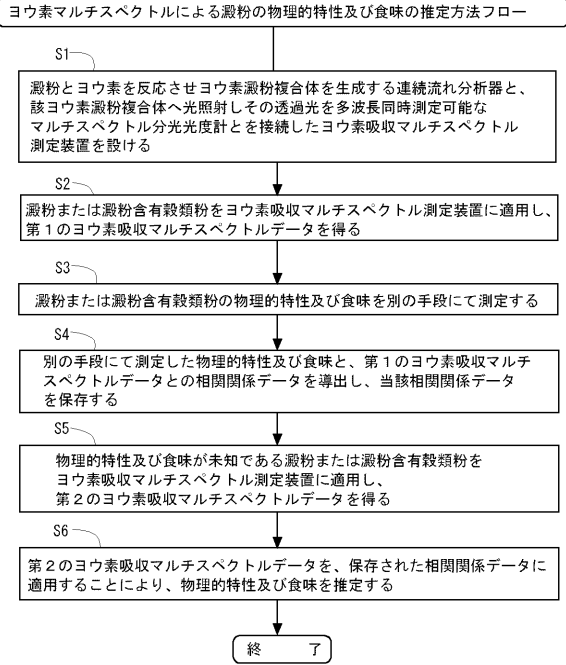 ヨウ素マルチスペクトルによる澱粉の物理的特性及び食味の推定方法フロー
S1
澱粉とヨウ素を反応させヨウ素澱粉複合体を生成する連続流れ分析器と、
該ヨウ素澱粉複合体へ光照射しその透過光を多波長同時測定可能な
マルチスペクトル分光光度計とを接続したヨウ素吸収マルチスペクトル
測定装置を設ける
S2
澱粉または澱粉含有穀類粉をヨウ素吸収マルチスペクトル測定装置に適用し、
第1のヨウ素吸収マルチスペクトルデータを得る
S3
澱粉または澱粉含有穀類粉の物理的特性及び食味を別の手段にて測定する
S4
別の手段にて測定した物理的特性及び食味と、第1のヨウ素吸収マルチ
スペクトルデータとの相関関係データを導出し、当該相関関係データ
を保存する
S5
物理的特性及び食味が未知である澱粉または澱粉含有穀類粉を
ヨウ素吸収マルチスペクトル測定装置に適用し、
第2のヨウ素吸収マルチスペクトルデータを得る
S6
第2のヨウ素吸収マルチスペクトルデータを、保存された相関関係データに
適用することにより、物理的特性及び食味を推定する
終 了